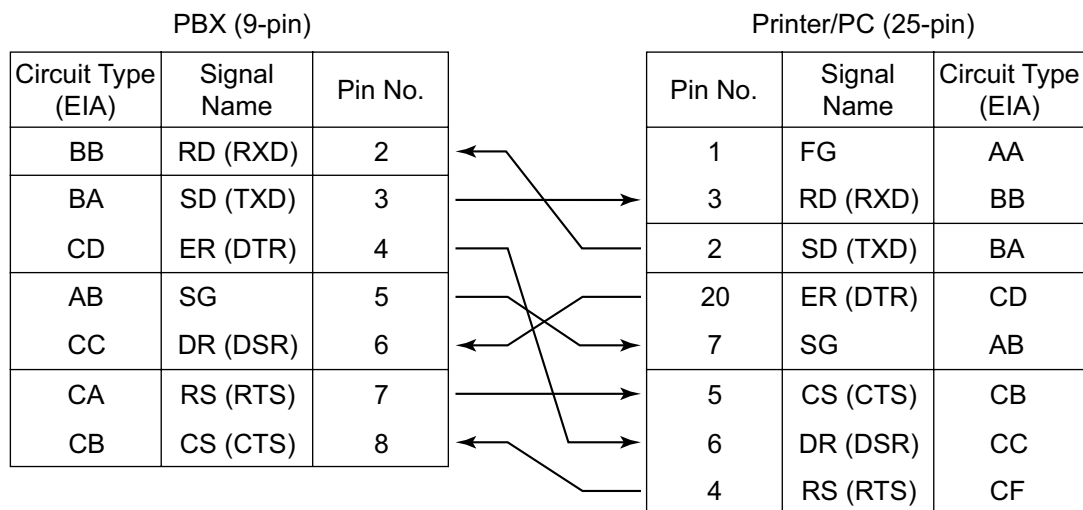 PBX (9-pin) Printer/PC (25-pin)
Circuit Type (EIA) Signal Name Pin No. Pin No. Signal Name Circuit Type (EIA)
BB RD (RXD) 2 1 FG AA
BA SD (TXD) 3 3 RD (RXD) BB
CD ER (DTR) 4 2 SD (TXD) BA
AB SG 5 20 ER (DTR) CD
CC DR (DSR) 6 7 SG AB
CA RS (RTS) 7 5 CS (CTS) CB
CB CS (CTS) 8 6 DR (DSR) CC
4 RS (RTS) CF